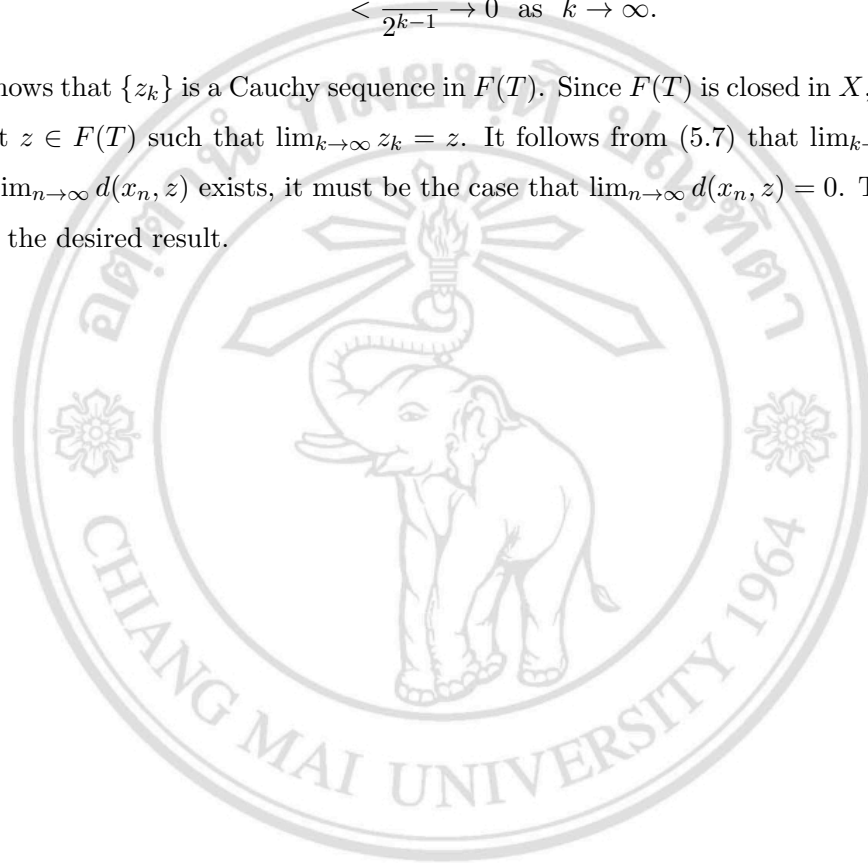 < \frac{}{2^{k-1}} → 0 as k → ∞.
hows that {z_k} is a Cauchy sequence in F(T). Since F(T) is closed in X,
t z ∈ F(T) such that lim_{k→∞} z_k = z. It follows from (5.7) that lim_{k-
im_{n→∞} d(x_n, z) exists, it must be the case that lim_{n→∞} d(x_n, z) = 0. T
the desired result.
CHIANG MAI UNIVERSITY 1964